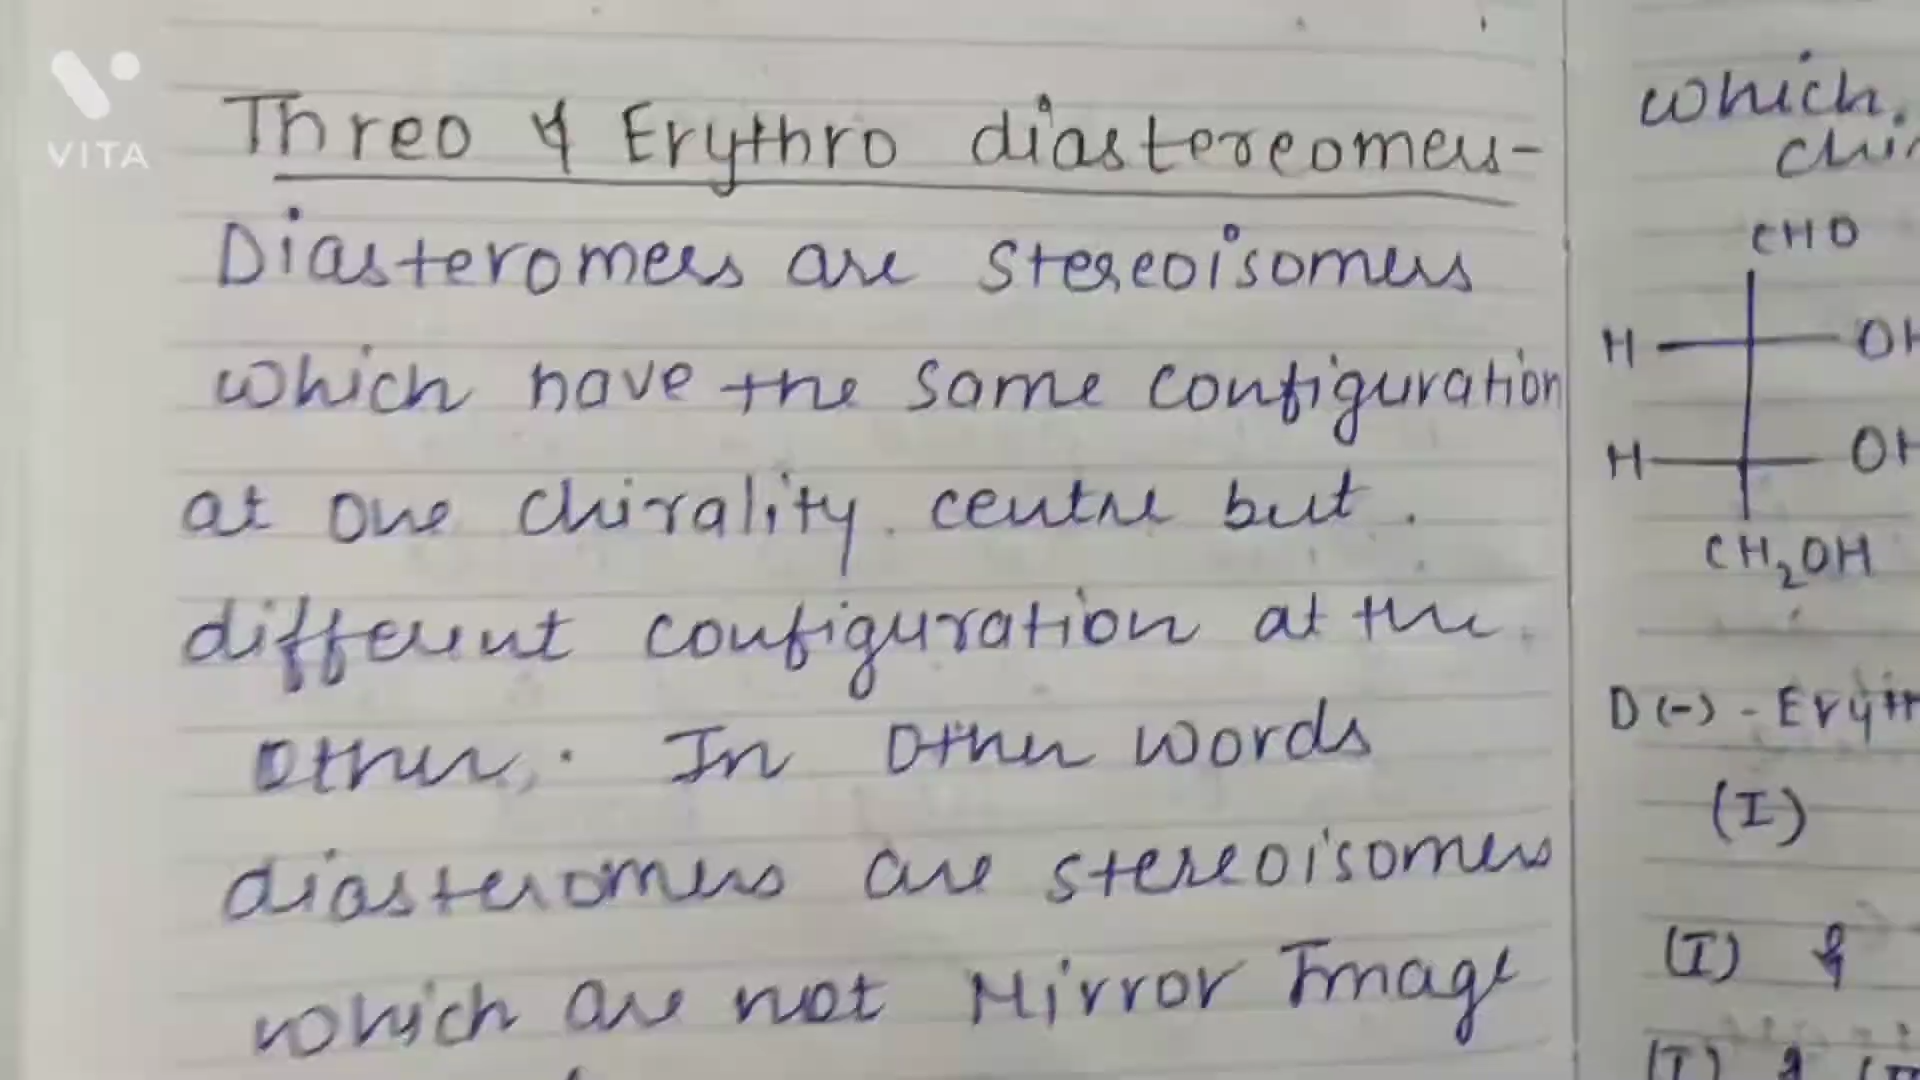 VITA
Threo & Erythro diastereomers-
Diasteromers are stereoisomers
which have the same configuration
at one chirality centre but
different configuration at the
other. In other words
diasteromers are stereoisomers
which are not Mirror Image
which
CHO
H OH
H OH
CH₂OH
D(-) - Eryth
(I)
(I) &
(I) &